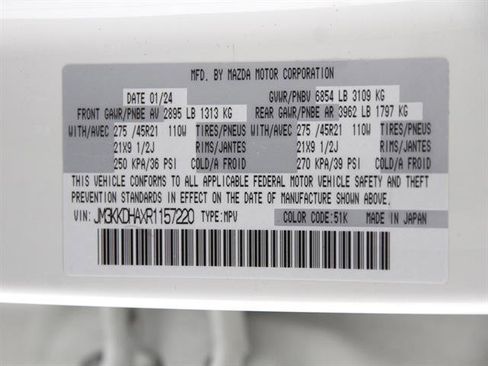 MFD. BY MAZDA MOTOR CORPORATION
DATE 01/24 GVWR/PNBV 6854 LB 3109 KG
FRONT GAWR/PNBE AV 2895 LB 1313 KG REAR GAWR/PNBE AR 3962 LB 1797 KG
WITH/AVEC 275 /45R21 110W TIRES/PNEUS WITH/AVEC 275 /45R21 110W TIRES/PNEUS
21X9 1/2J RIMS/JANTES 21X9 1/2J RIMS/JANTES
250 KPA/36 PSI COLD/A FROID 270 KPA/39 PSI COLD/A FROID
THIS VEHICLE CONFORMS TO ALL APPLICABLE FEDERAL MOTOR VEHICLE SAFETY AND THEFT
PREVENTION STANDARDS IN EFFECT ON THE DATE OF MANUFACTURE SHOWN ABOVE.
VIN: JM3KKDHAXR1157220 TYPE:MPV COLOR CODE:51K MADE IN JAPAN